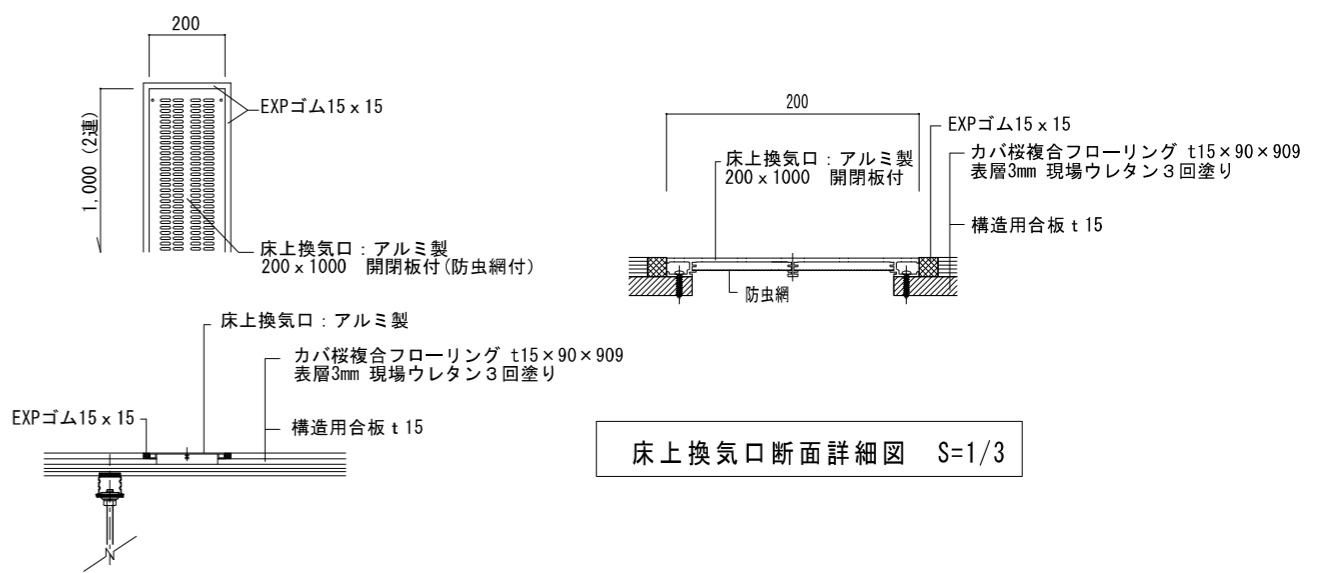 200
EXPゴム15 x 15
1,000 (2連)
床上換気口：アルミ製
200 x 1000　開閉板付(防虫網付)
200
EXPゴム15 x 15
床上換気口：アルミ製
200 x 1000　開閉板付
カバ桜複合フローリング t15×90×909
表層3mm 現場ウレタン３回塗り
構造用合板 t 15
防虫網
床上換気口：アルミ製
カバ桜複合フローリング t15×90×909
表層3mm 現場ウレタン３回塗り
EXPゴム15 x 15
構造用合板 t 15
床上換気口断面詳細図　S=1/3
N